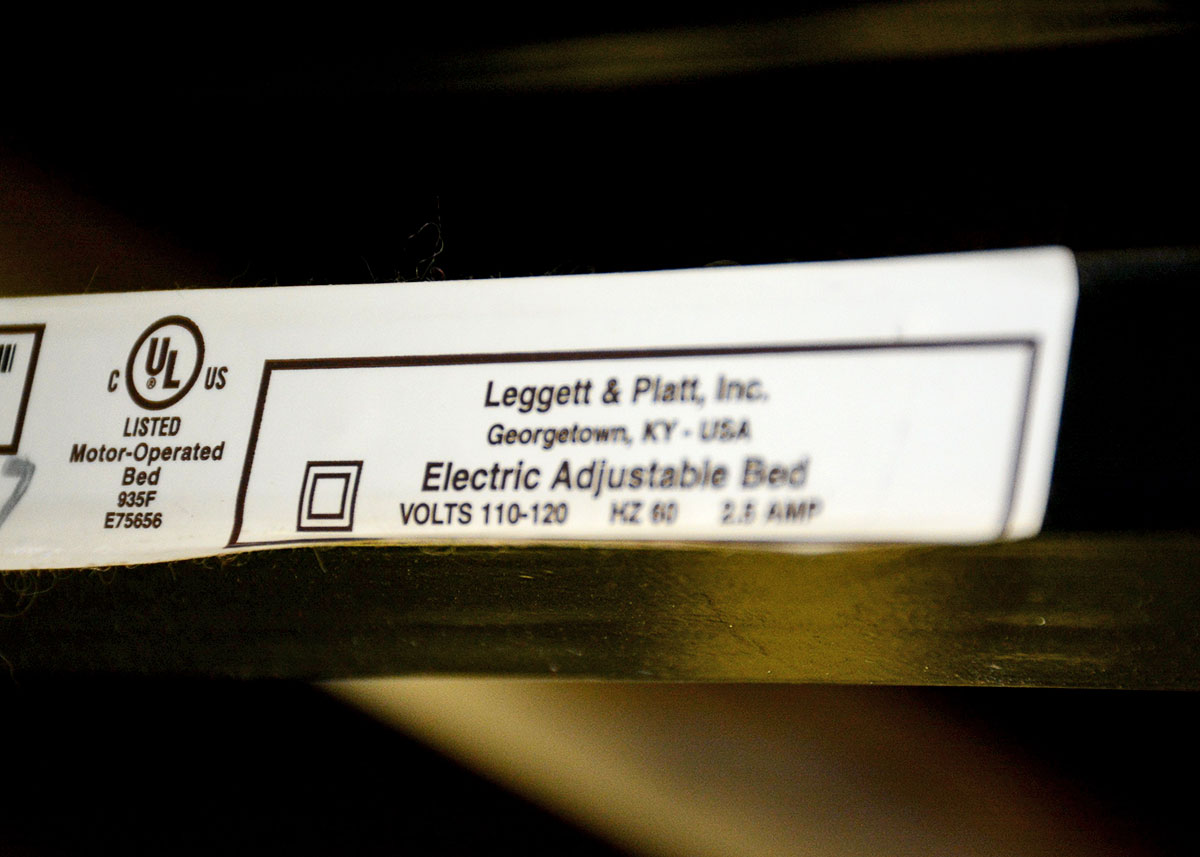 C UL US
LISTED
Motor-Operated
Bed
935F
E75656
Leggett & Platt, Inc.
Georgetown, KY - USA
Electric Adjustable Bed
VOLTS 110-120 HZ 60 2.5 AMP
7